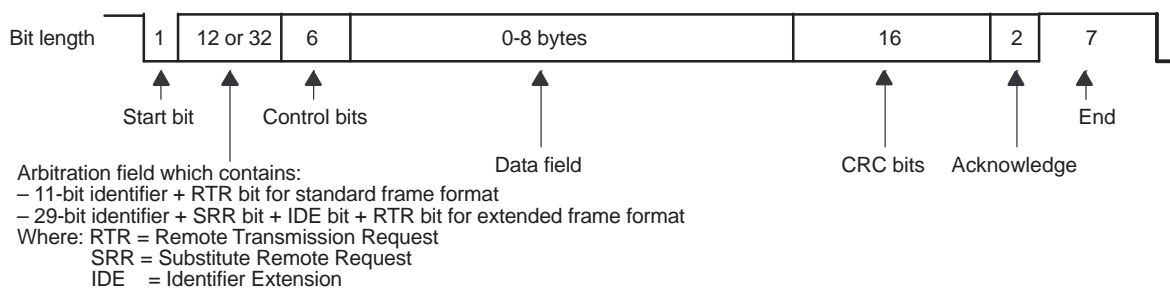 Bit length 1 12 or 32 6 0-8 bytes 16 2 7
Start bit Control bits End
Data field CRC bits Acknowledge
Arbitration field which contains:
– 11-bit identifier + RTR bit for standard frame format
– 29-bit identifier + SRR bit + IDE bit + RTR bit for extended frame format
Where: RTR = Remote Transmission Request
SRR = Substitute Remote Request
IDE = Identifier Extension